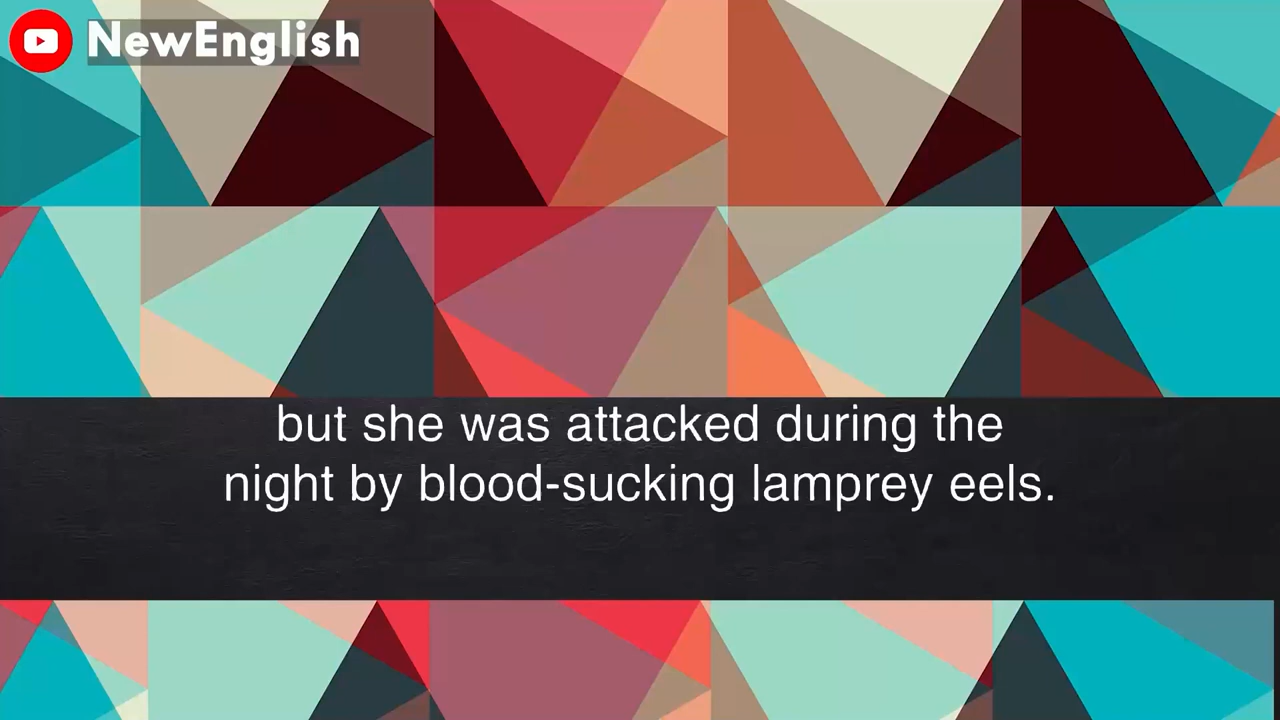 NewEnglish
but she was attacked during the
night by blood-sucking lamprey eels.